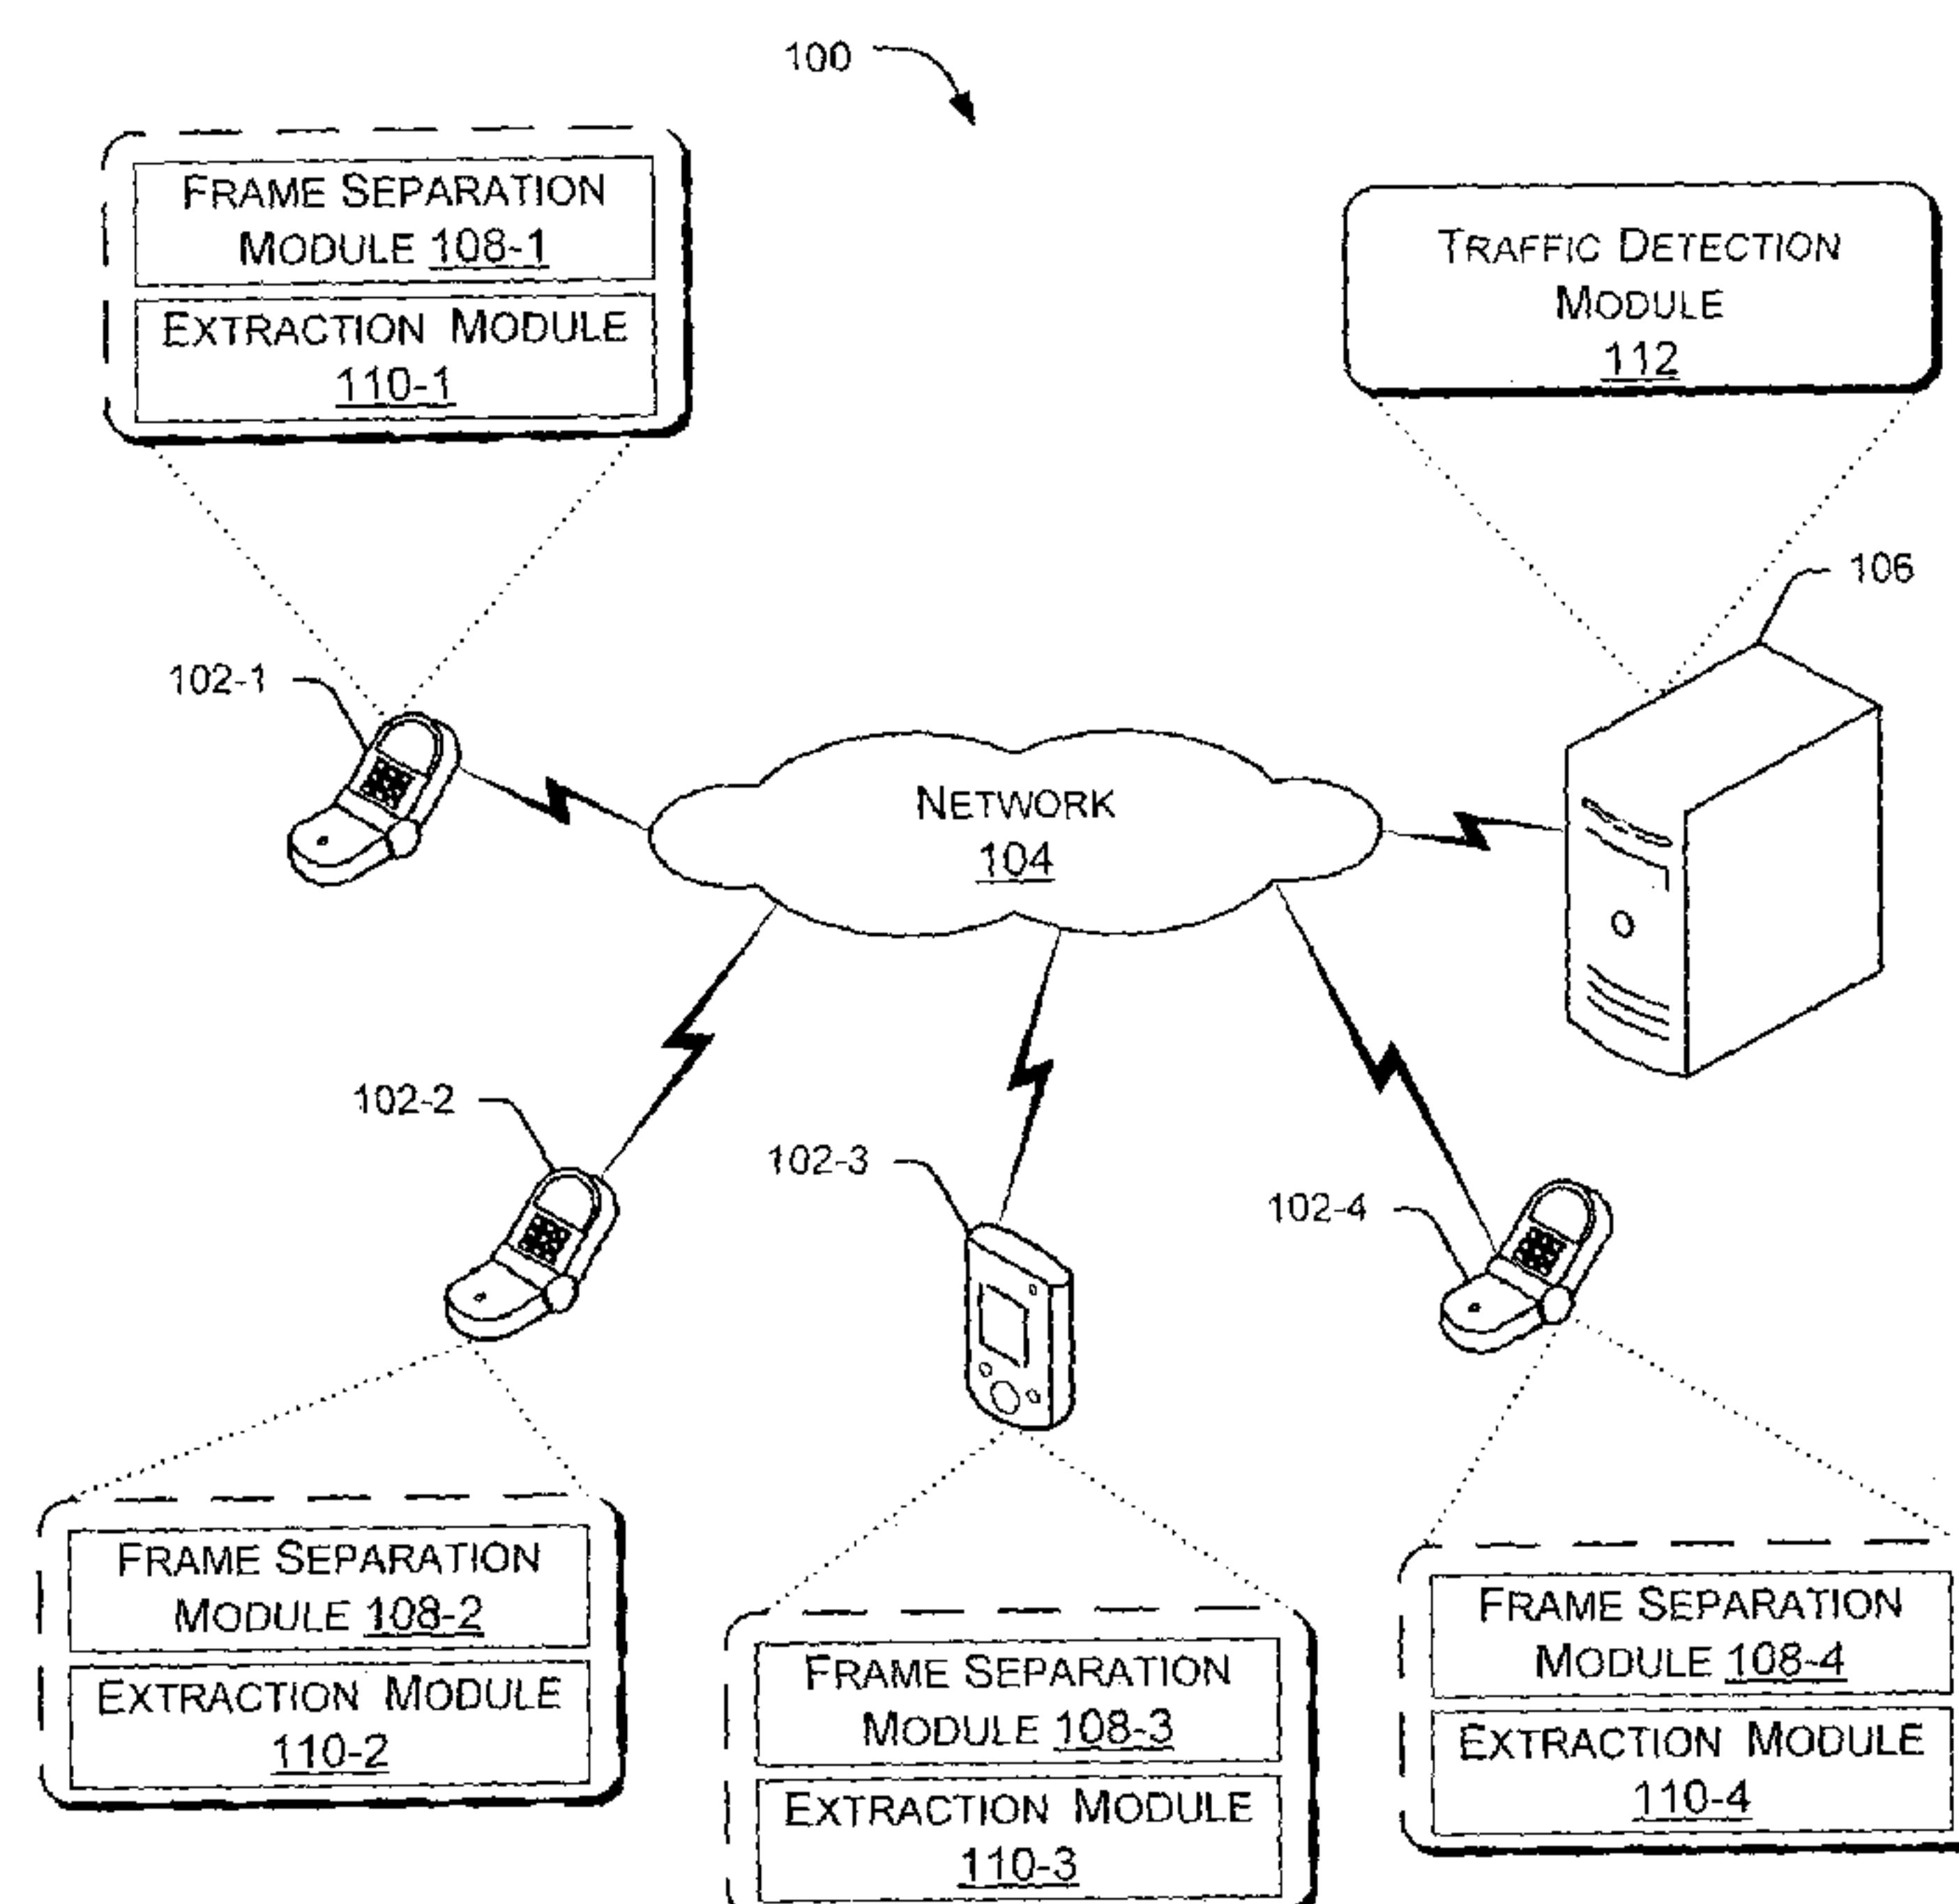 100
FRAME SEPARATION
MODULE 108-1
EXTRACTION MODULE
110-1
TRAFFIC DETECTION
MODULE
112
106
102-1
NETWORK
104
102-2
102-3
102-4
FRAME SEPARATION
MODULE 108-2
EXTRACTION MODULE
110-2
FRAME SEPARATION
MODULE 108-3
EXTRACTION MODULE
110-3
FRAME SEPARATION
MODULE 108-4
EXTRACTION MODULE
110-4